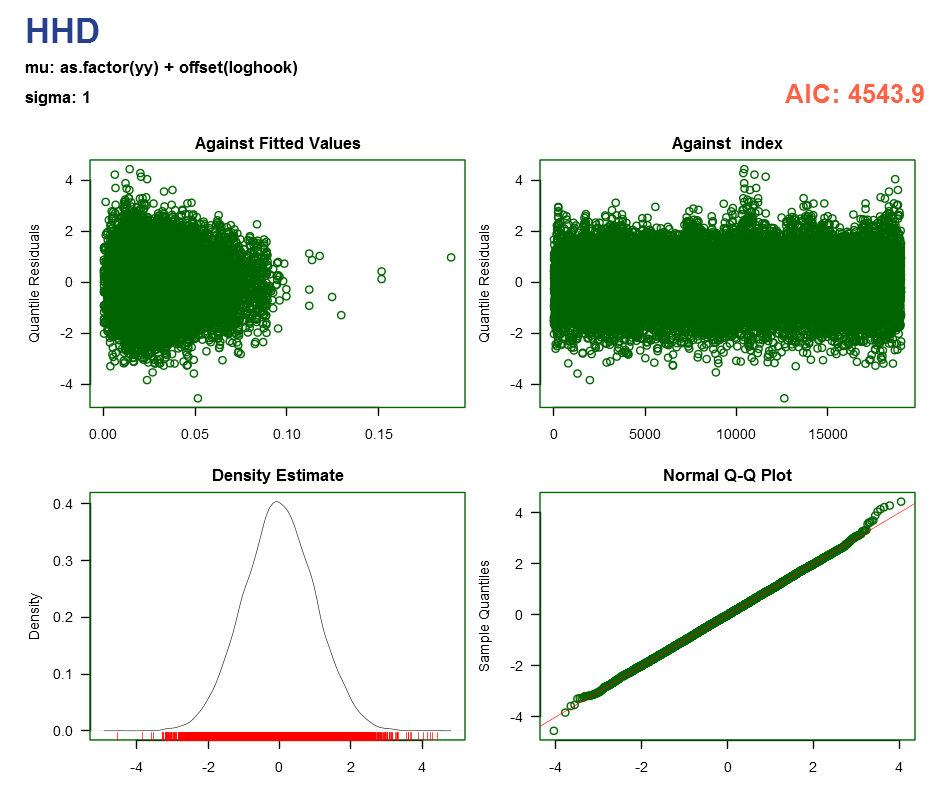 HHD
mu: as.factor(yy) + offset(loghook)
sigma: 1
AIC: 4543.9
Against Fitted Values
Quantile Residuals
4
2
0
-2
-4
0.00 0.05 0.10 0.15
Against  index
Quantile Residuals
4
2
0
-2
-4
0 5000 10000 15000
Density Estimate
Density
0.4
0.3
0.2
0.1
0.0
-4 -2 0 2 4
Normal Q-Q Plot
Sample Quantiles
4
2
0
-2
-4
-4 -2 0 2 4